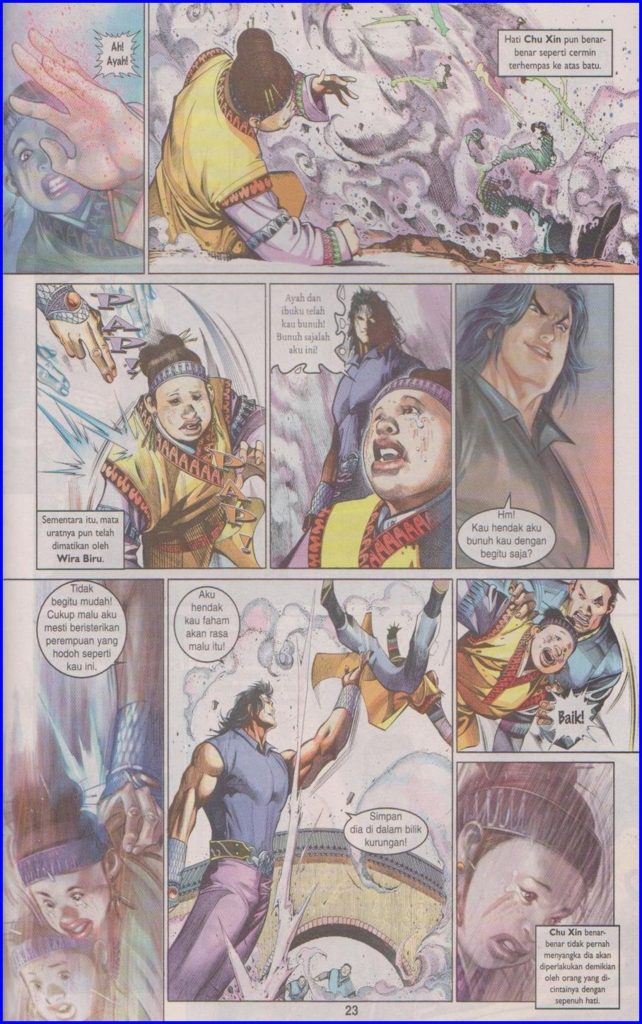 Ah!
Ayah!
Hati Chu Xin pun benar-
benar seperti cermin
terhempas ke atas batu.
PAP
PAP
Sementara itu, mata
uratnya pun telah
dimatikan oleh
Wira Biru.
Ayah dan
ibuku telah
kau bunuh!
Bunuh sajalah
aku ini!
Hm!
Kau hendak aku
bunuh kau dengan
begitu saja?
Tidak
begitu mudah!
Cukup malu aku
mesti beristerikan
perempuan yang
hodoh seperti
kau ini.
Aku
hendak
kau faham
akan rasa
malu itu!
Simpan
dia di dalam bilik
kurungan!
Baik!
Chu Xin benar-
benar tidak pernah
menyangka dia akan
diperlakukan demikian
oleh orang yang di-
cintainya dengan
sepenuh hati.
23